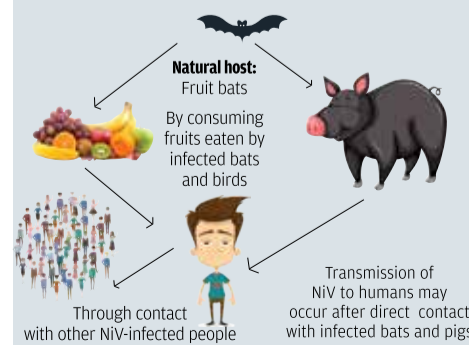 Natural host:
Fruit bats
By consuming
fruits eaten by
infected bats
and birds
Through contact
with other NiV-infected people
Transmission of
NiV to humans may
occur after direct contact
with infected bats and pigs